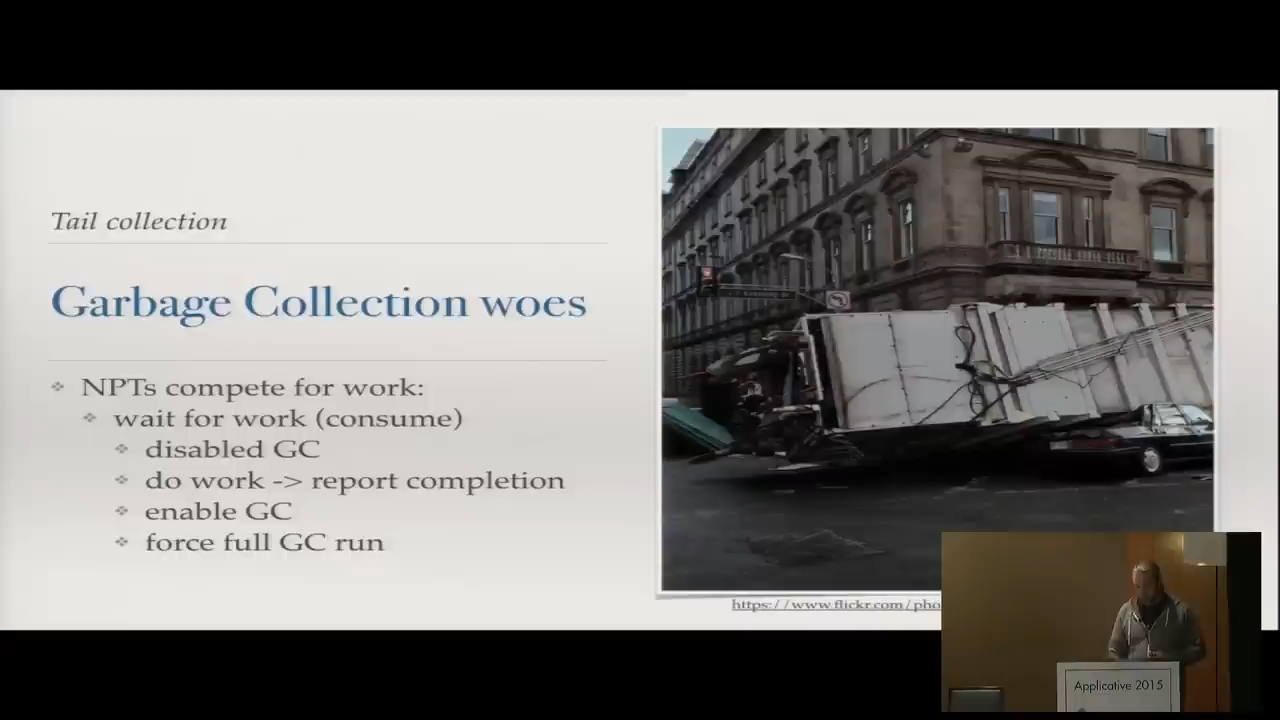 Tail collection
Garbage Collection woes
NPTs compete for work:
wait for work (consume)
disabled GC
do work -> report completion
enable GC
force full GC run
https://www.flickr.com/pho
Applicative 2015